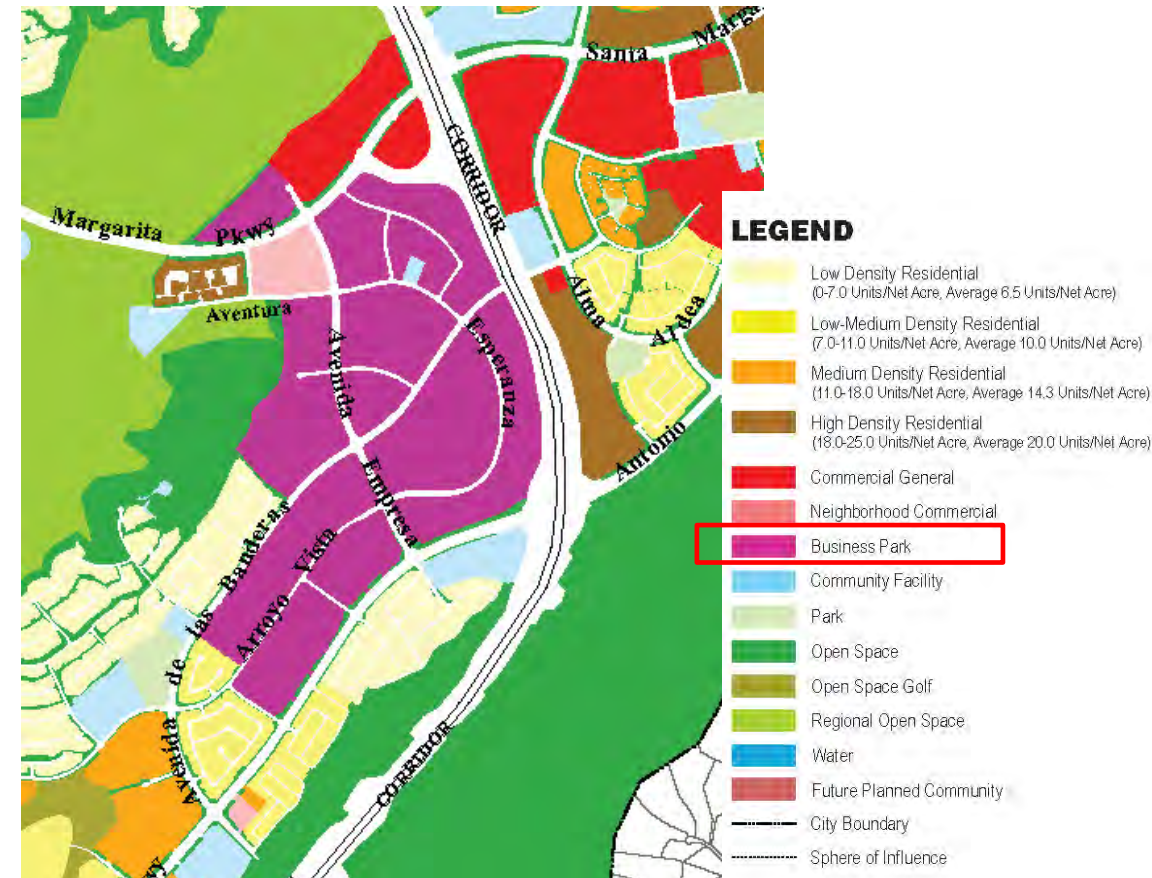 Santa
Marga
CORRIDOR
Margarita
Pkwy
Aventura
Alma
Ardea
Avenida
Esperanza
Antonio
Empresa
Avenida de las Banderas
Arroyo Vista
CORRIDOR
wy
LEGEND
Low Density Residential
(0-7.0 Units/Net Acre, Average 6.5 Units/Net Acre)
Low-Medium Density Residential
(7.0-11.0 Units/Net Acre, Average 10.0 Units/Net Acre)
Medium Density Residential
(11.0-18.0 Units/Net Acre, Average 14.3 Units/Net Acre)
High Density Residential
(18.0-25.0 Units/Net Acre, Average 20.0 Units/Net Acre)
Commercial General
Neighborhood Commercial
Business Park
Community Facility
Park
Open Space
Open Space Golf
Regional Open Space
Water
Future Planned Community
City Boundary
Sphere of Influence